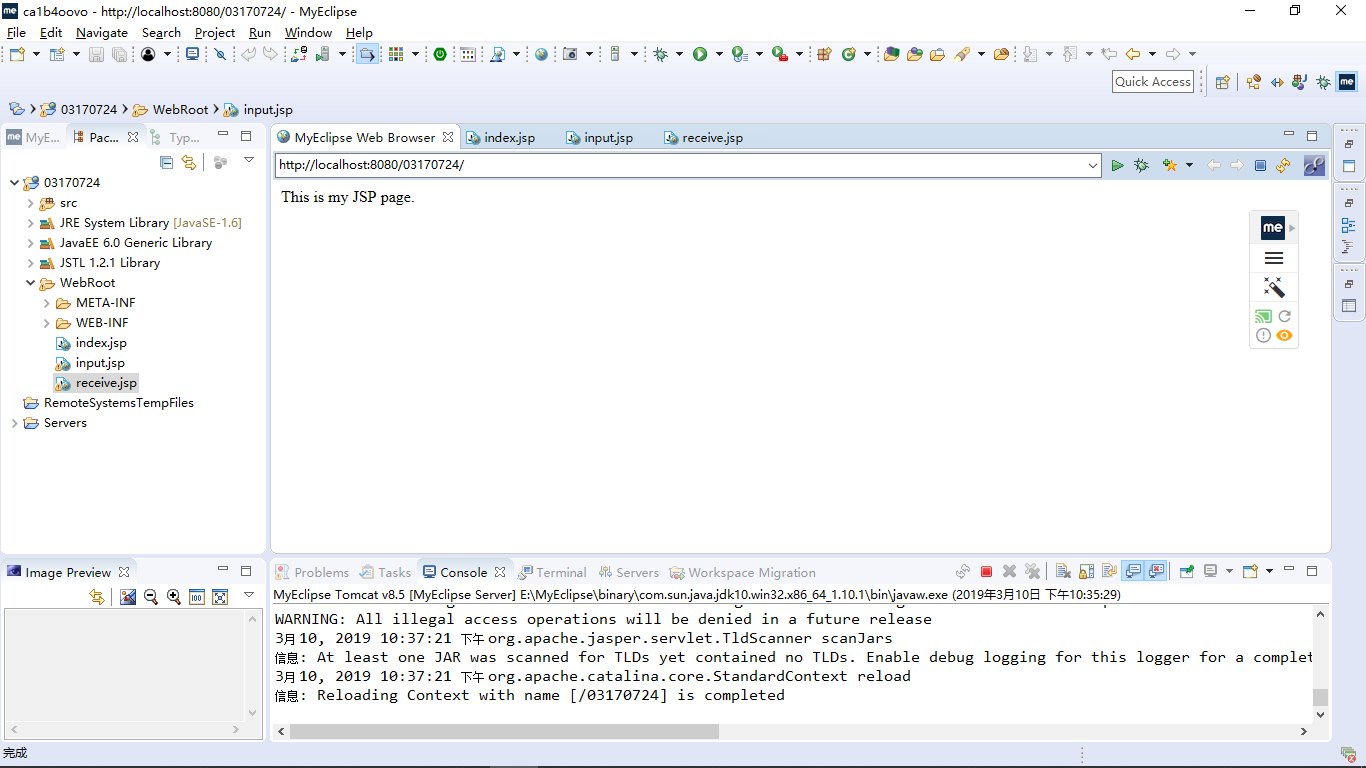 me ca1b4oovo - http://localhost:8080/03170724/ - MyEclipse
File Edit Navigate Search Project Run Window Help
Quick Access
me
03170724 WebRoot input.jsp
me MyE... Pac... Typ...
MyEclipse Web Browser index.jsp input.jsp receive.jsp
http://localhost:8080/03170724/
03170724
src
JRE System Library [JavaSE-1.6]
JavaEE 6.0 Generic Library
JSTL 1.2.1 Library
WebRoot
META-INF
WEB-INF
index.jsp
input.jsp
receive.jsp
RemoteSystemsTempFiles
Servers
This is my JSP page.
me
Image Preview
100
Problems Tasks Console Terminal Servers Workspace Migration
MyEclipse Tomcat v8.5 [MyEclipse Server] E:\MyEclipse\binary\com.sun.java.jdk10.win32.x86_64_1.10.1\bin\javaw.exe (2019年3月10日 下午10:35:29)
WARNING: All illegal access operations will be denied in a future release
3月 10, 2019 10:37:21 下午 org.apache.jasper.servlet.TldScanner scanJars
信息: At least one JAR was scanned for TLDs yet contained no TLDs. Enable debug logging for this logger for a complet
3月 10, 2019 10:37:21 下午 org.apache.catalina.core.StandardContext reload
信息: Reloading Context with name [/03170724] is completed
完成